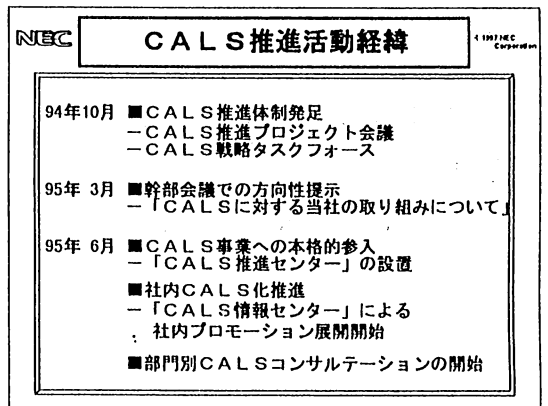 NEC
CALS推進活動経緯
© 1997 NEC
Corporation
94年10月 ■CALS推進体制発足
－CALS推進プロジェクト会議
－CALS戦略タスクフォース
95年 3月 ■幹部会議での方向性提示
－「CALSに対する当社の取り組みについて」
95年 6月 ■CALS事業への本格的参入
－「CALS推進センター」の設置
■社内CALS化推進
－「CALS情報センター」による
社内プロモーション展開開始
■部門別CALSコンサルテーションの開始